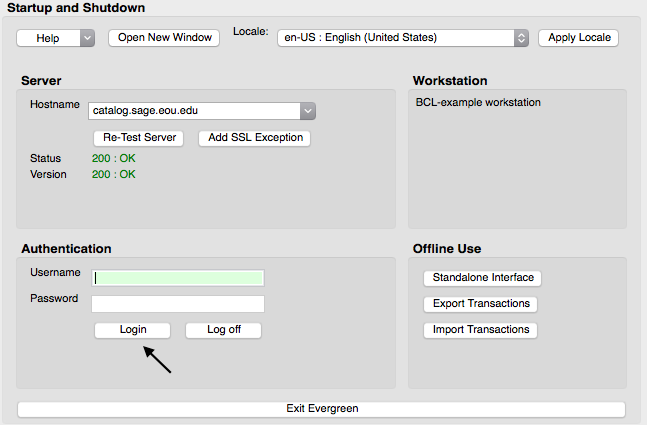 Startup and Shutdown
Help Open New Window Locale: en-US : English (United States) Apply Locale
Server
Hostname catalog.sage.eou.edu
Re-Test Server Add SSL Exception
Status 200 : OK
Version 200 : OK
Workstation
BCL-example workstation
Authentication
Username
Password
Login Log off
Offline Use
Standalone Interface
Export Transactions
Import Transactions
Exit Evergreen